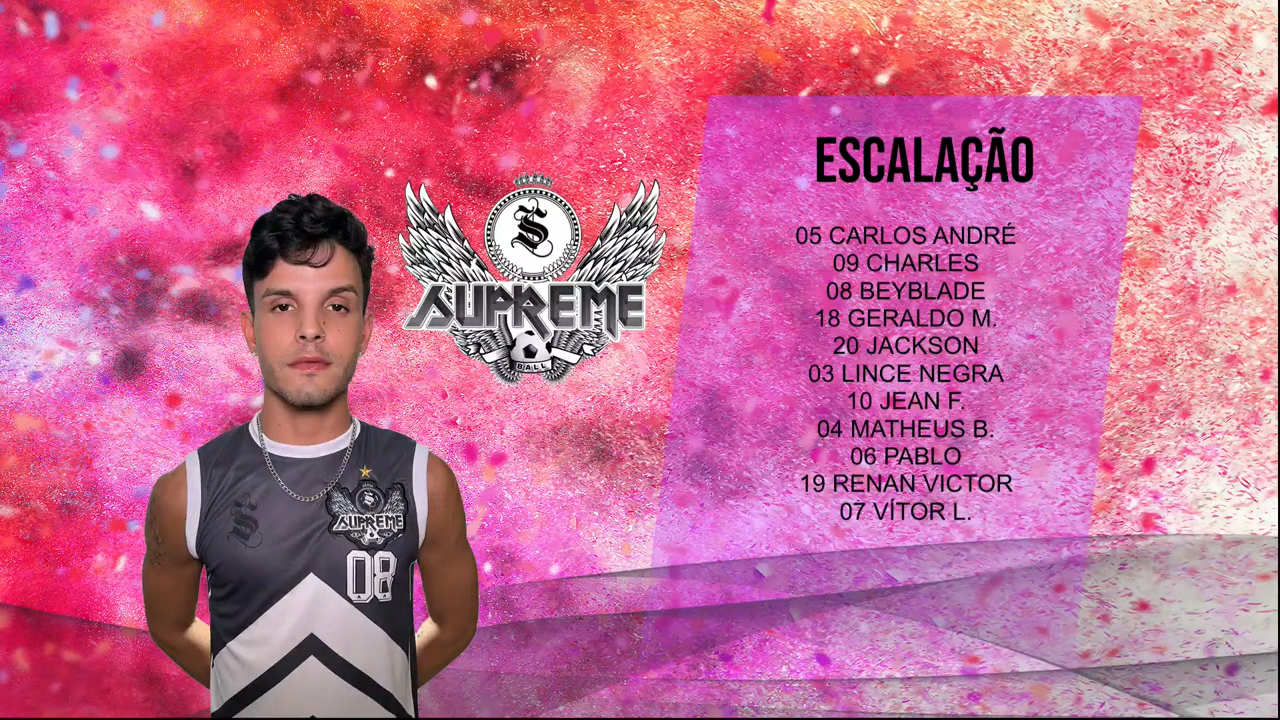 ESCALAÇÃO
05 CARLOS ANDRÉ
09 CHARLES
08 BEYBLADE
18 GERALDO M.
20 JACKSON
03 LINCE NEGRA
10 JEAN F.
04 MATHEUS B.
06 PABLO
19 RENAN VICTOR
07 VÍTOR L.
S
SUPREME
BALL
S
S
SUPREME
08